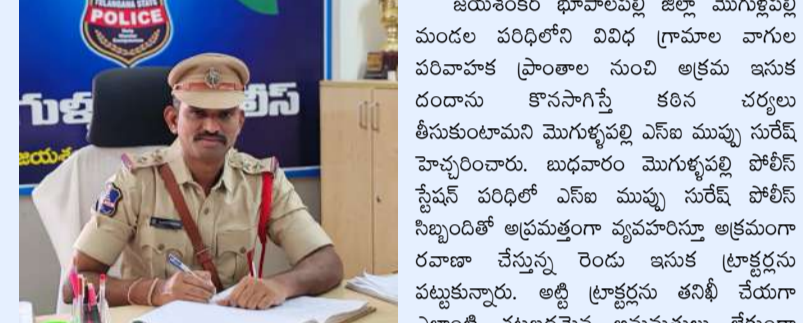 TELANGANA STATE
POLICE
గుళ్ళ
లీస్
జయశం
జయశంకర్ భూపాలపల్లి జిల్లా మొగుళ్లపల్లి
మండల పరిధిలోని వివిధ గ్రామాల వాగుల
పరివాహక ప్రాంతాల నుంచి అక్రమ ఇసుక
దందాను కొనసాగిస్తే కఠిన చర్యలు
తీసుకుంటామని మొగుళ్ళపల్లి ఎస్ఐ ముప్పు సురేష్
హెచ్చరించారు. బుధవారం మొగుళ్ళపల్లి పోలీస్
స్టేషన్ పరిధిలో ఎస్ఐ ముప్పు సురేష్ పోలీస్
సిబ్బందితో అప్రమత్తంగా వ్యవహరిస్తూ అక్రమంగా
రవాణా చేస్తున్న రెండు ఇసుక ట్రాక్టర్లను
పట్టుకున్నారు. అట్టి ట్రాక్టర్లను తనిఖీ చేయగా